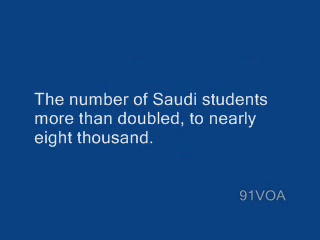 The number of Saudi students
more than doubled, to nearly
eight thousand.
91VOA